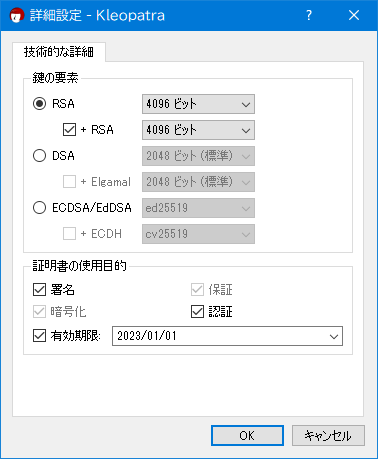 詳細設定 - Kleopatra
技術的な詳細
鍵の要素
RSA 4096 ビット
+ RSA 4096 ビット
DSA 2048 ビット (標準)
+ Elgamal 2048 ビット (標準)
ECDSA/EdDSA ed25519
+ ECDH cv25519
証明書の使用目的
署名 保証
暗号化 認証
有効期限: 2023/01/01
OK キャンセル